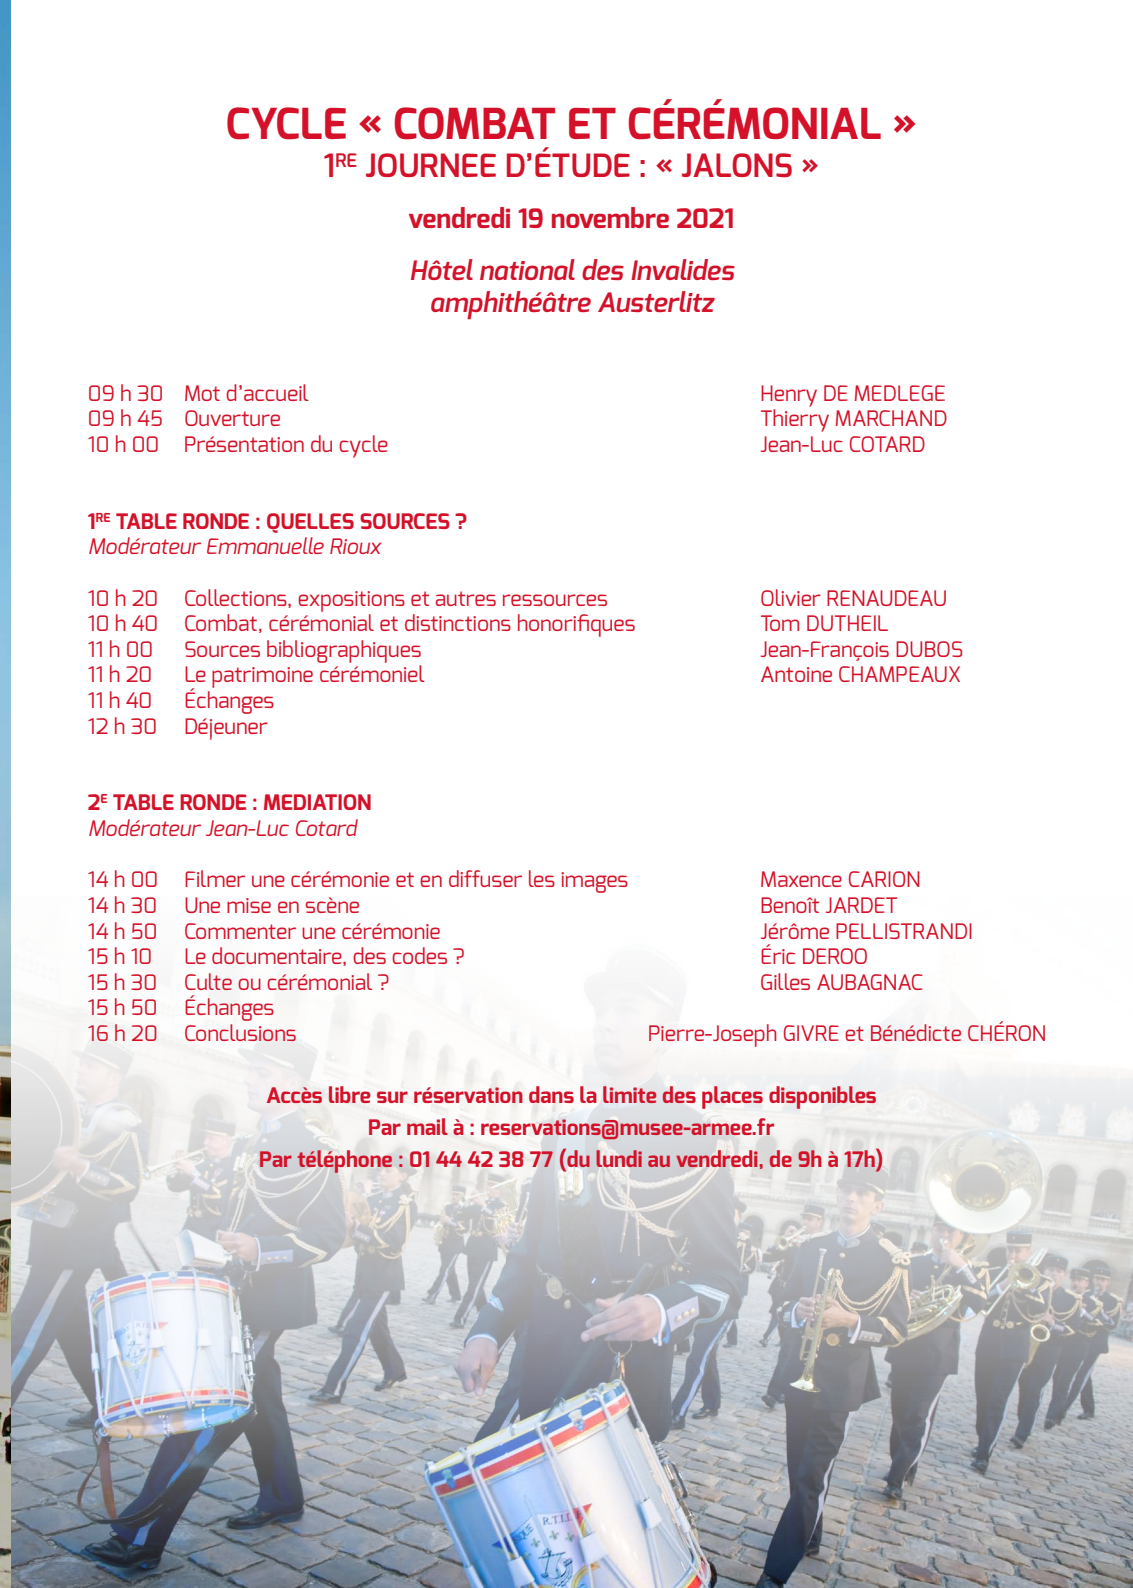 CYCLE « COMBAT ET CÉRÉMONIAL »
1RE JOURNEE D’ÉTUDE : « JALONS »
vendredi 19 novembre 2021
Hôtel national des Invalides
amphithéâtre Austerlitz
09 h 30 Mot d’accueil Henry DE MEDLEGE
09 h 45 Ouverture Thierry MARCHAND
10 h 00 Présentation du cycle Jean-Luc COTARD
1RE TABLE RONDE : QUELLES SOURCES ?
Modérateur Emmanuelle Rioux
10 h 20 Collections, expositions et autres ressources Olivier RENAUDEAU
10 h 40 Combat, cérémonial et distinctions honorifiques Tom DUTHEIL
11 h 00 Sources bibliographiques Jean-François DUBOS
11 h 20 Le patrimoine cérémoniel Antoine CHAMPEAUX
11 h 40 Échanges
12 h 30 Déjeuner
2E TABLE RONDE : MEDIATION
Modérateur Jean-Luc Cotard
14 h 00 Filmer une cérémonie et en diffuser les images Maxence CARION
14 h 30 Une mise en scène Benoît JARDET
14 h 50 Commenter une cérémonie Jérôme PELLISTRANDI
15 h 10 Le documentaire, des codes ? Éric DEROO
15 h 30 Culte ou cérémonial ? Gilles AUBAGNAC
15 h 50 Échanges
16 h 20 Conclusions Pierre-Joseph GIVRE et Bénédicte CHÉRON
Accès libre sur réservation dans la limite des places disponibles
Par mail à : reservations@musee-armee.fr
Par téléphone : 01 44 42 38 77 (du lundi au vendredi, de 9h à 17h)